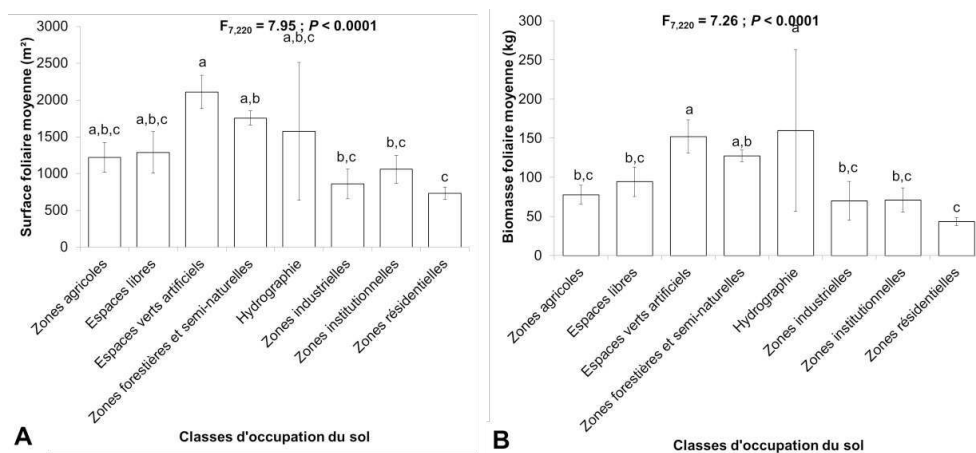 F7,220 = 7.95 ; P < 0.0001
Surface foliaire moyenne (m²)
3000
2500
2000
1500
1000
500
0
a,b,c
a,b,c
a
a,b
a,b,c
b,c
b,c
c
Zones agricoles
Espaces libres
Espaces verts artificiels
Zones forestières et semi-naturelles
Hydrographie
Zones industrielles
Zones institutionnelles
Zones résidentielles
A
Classes d'occupation du sol
F7,220 = 7.26 ; P < 0.0001
Biomasse foliaire moyenne (kg)
300
250
200
150
100
50
0
b,c
b,c
a
a,b
a
b,c
b,c
c
Zones agricoles
Espaces libres
Espaces verts artificiels
Zones forestières et semi-naturelles
Hydrographie
Zones industrielles
Zones institutionnelles
Zones résidentielles
B
Classes d'occupation du sol